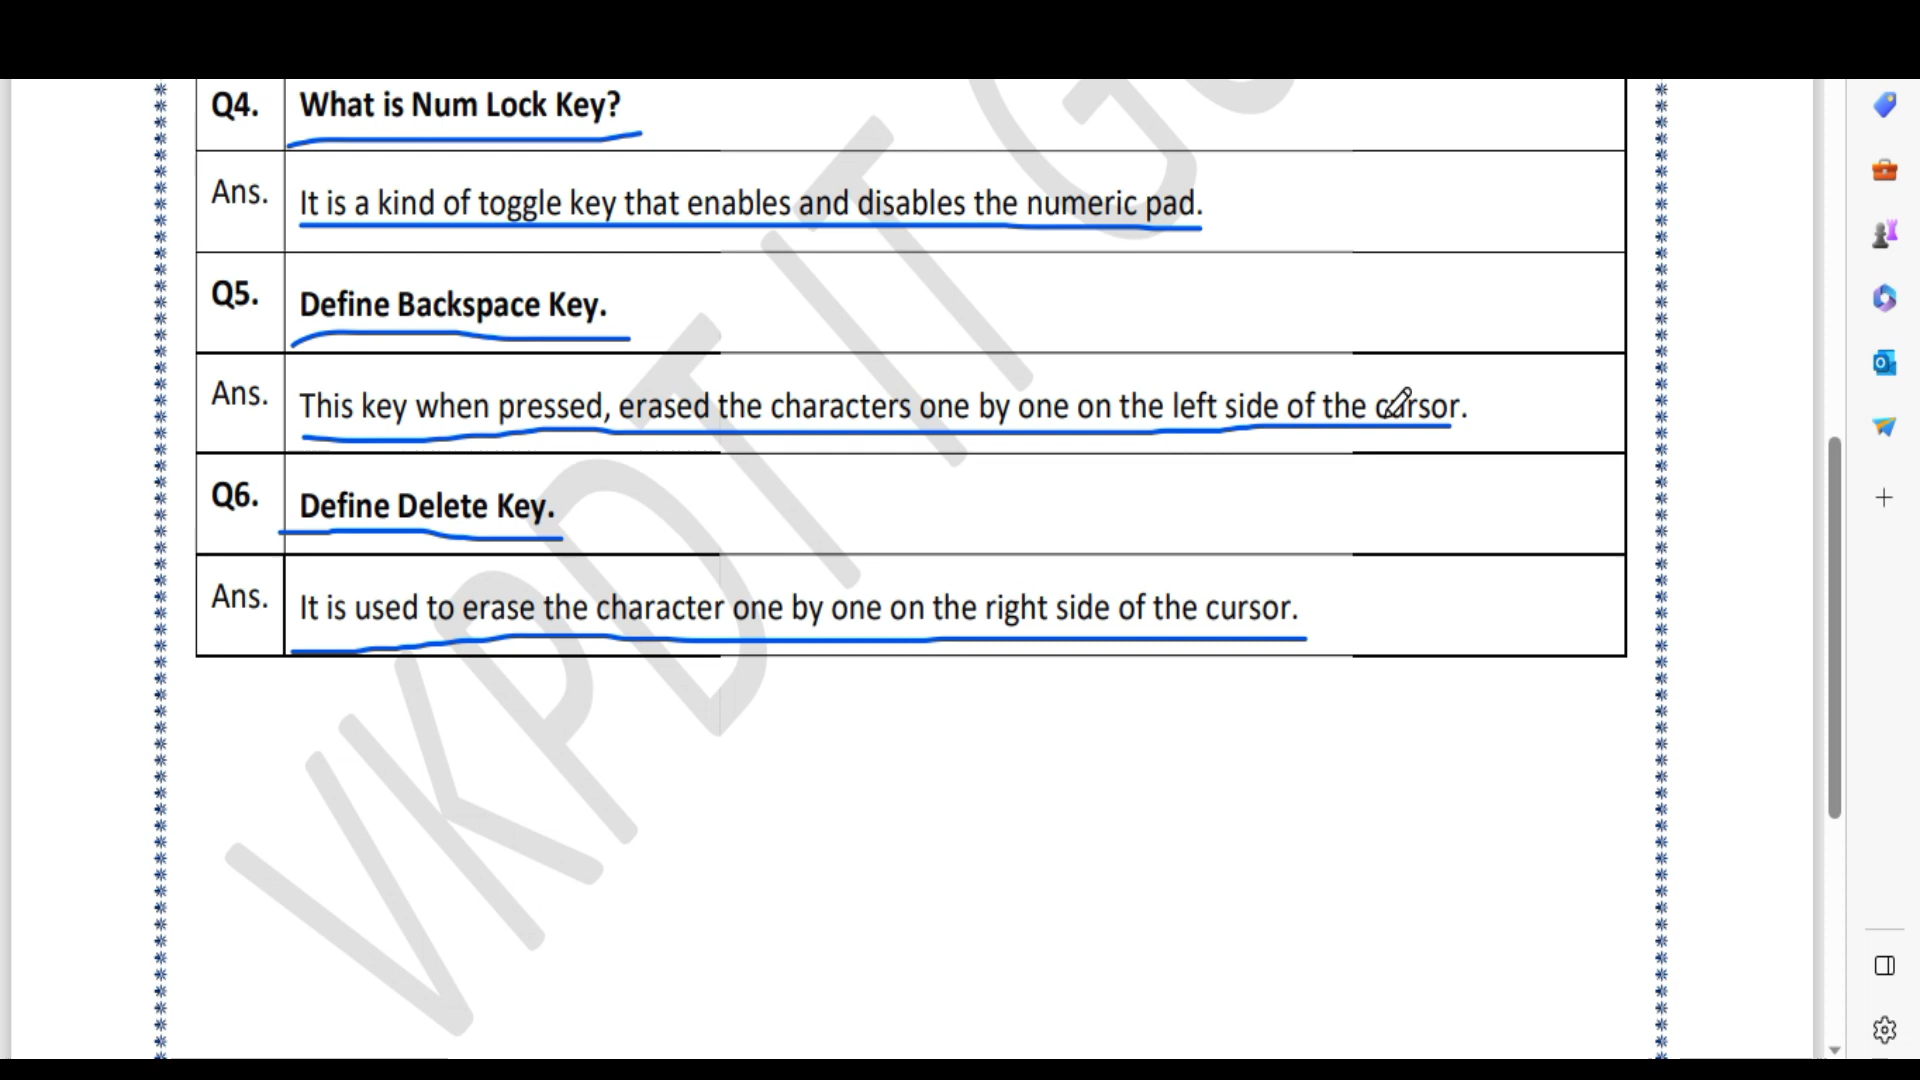 Q4. What is Num Lock Key?
Ans. It is a kind of toggle key that enables and disables the numeric pad.
Q5. Define Backspace Key.
Ans. This key when pressed, erased the characters one by one on the left side of the cursor.
Q6. Define Delete Key.
Ans. It is used to erase the character one by one on the right side of the cursor.
VKPDT IT G